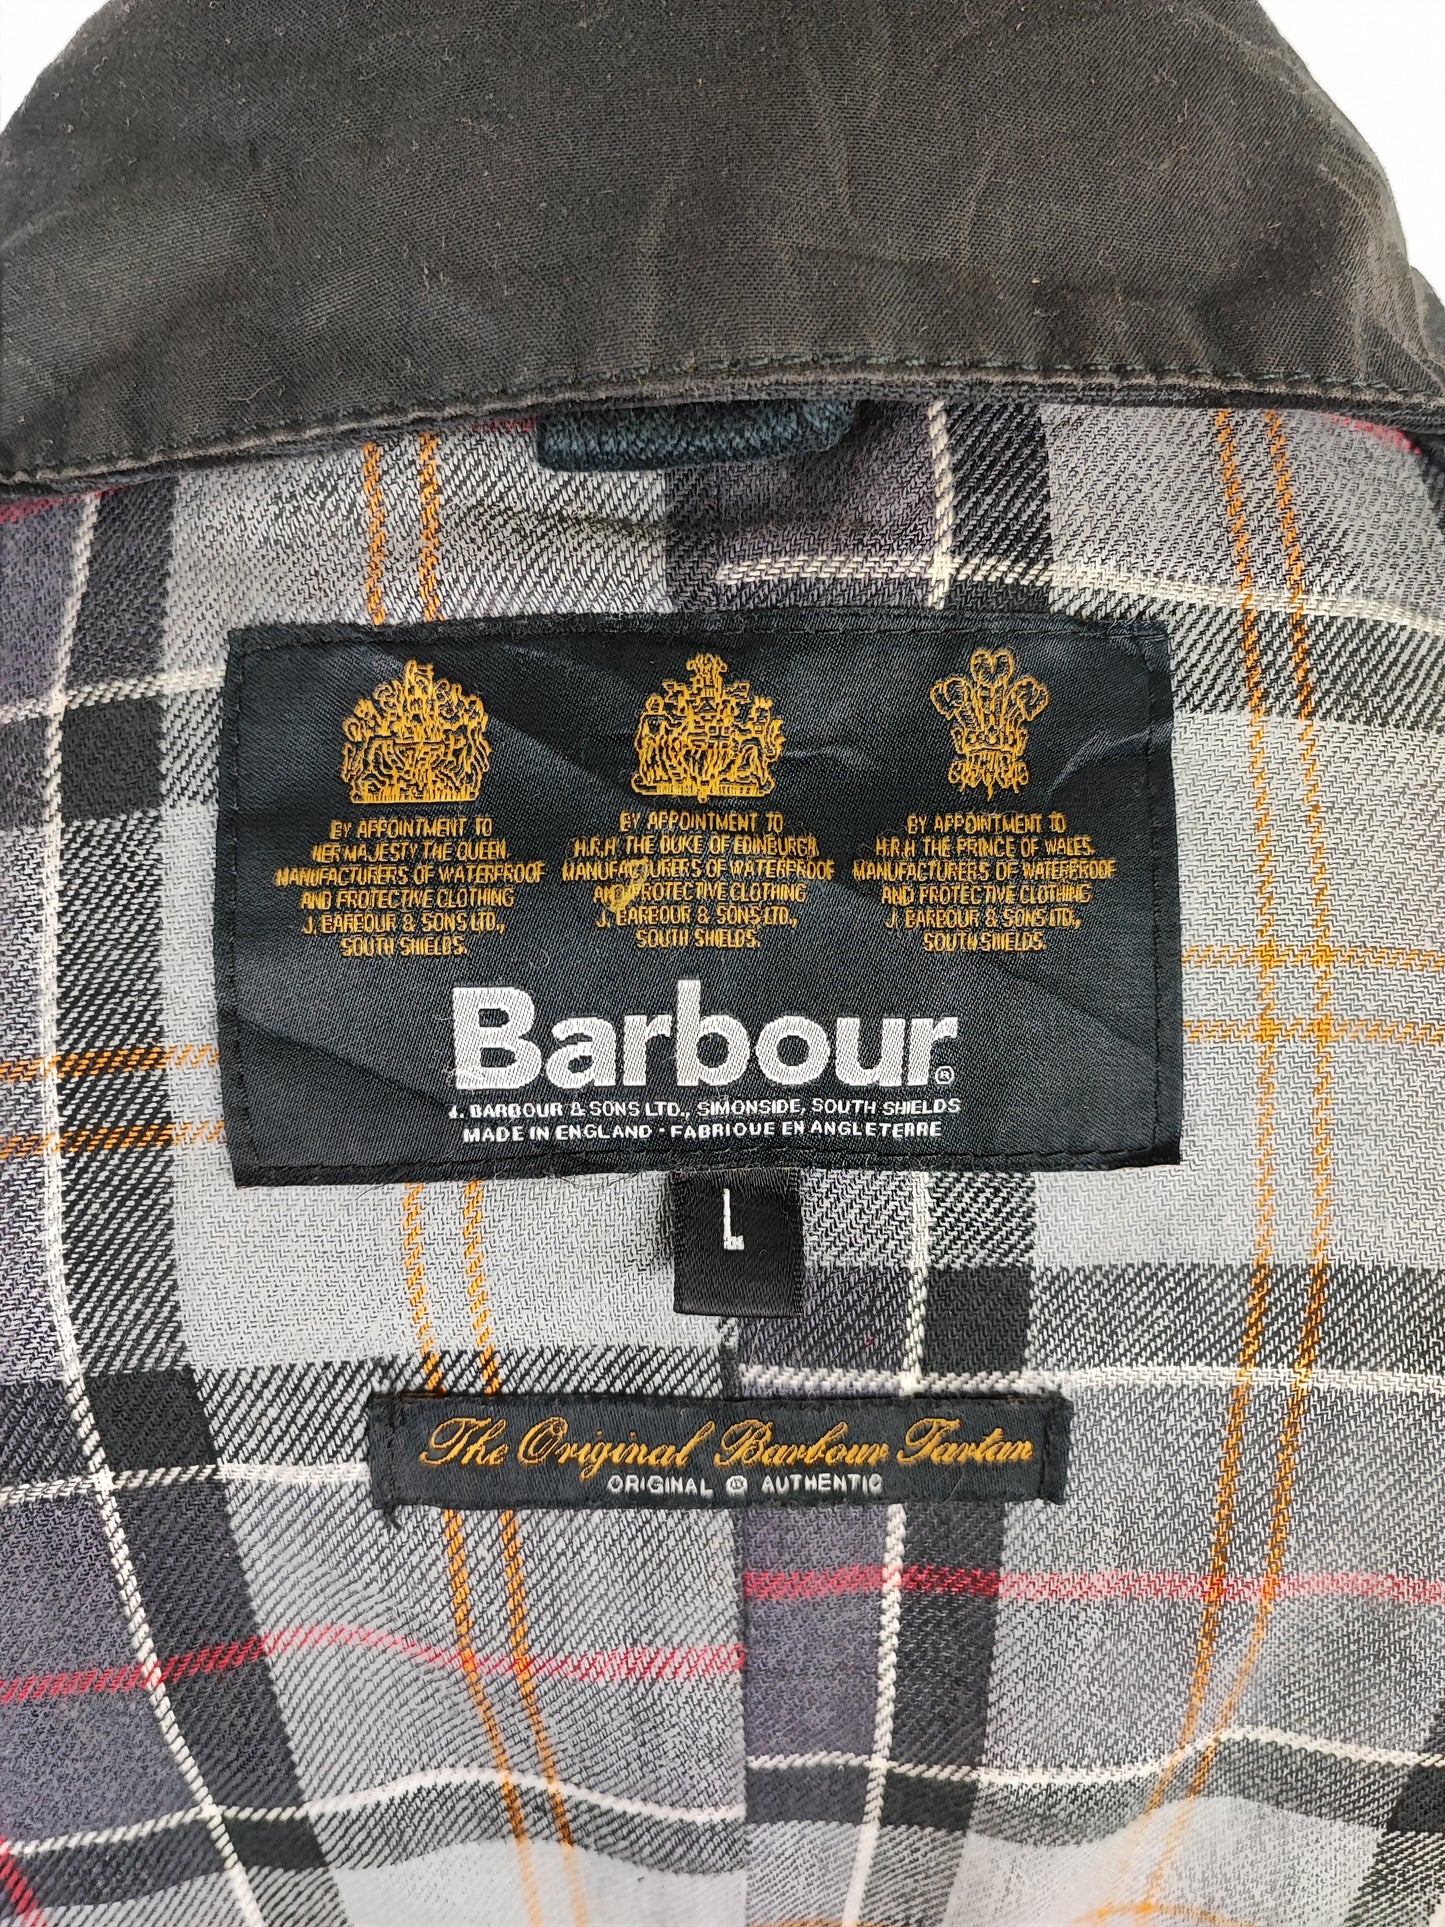 BY APPOINTMENT TO
HER MAJESTY THE QUEEN
MANUFACTURERS OF WATERPROOF
AND PROTECTIVE CLOTHING
J. BARBOUR & SONS LTD.,
SOUTH SHIELDS.
BY APPOINTMENT TO
H.R.H THE DUKE OF EDINBURGH
MANUFACTURERS OF WATERPROOF
AND PROTECTIVE CLOTHING
J. BARBOUR & SONS LTD.,
SOUTH SHIELDS.
BY APPOINTMENT TO
H.R.H THE PRINCE OF WALES
MANUFACTURERS OF WATERPROOF
AND PROTECTIVE CLOTHING
J. BARBOUR & SONS LTD.,
SOUTH SHIELDS.
Barbour®
J. BARBOUR & SONS LTD., SIMONSIDE, SOUTH SHIELDS
MADE IN ENGLAND · FABRIQUE EN ANGLETERRE
L
The Original Barbour Tartan
ORIGINAL AUTHENTIC